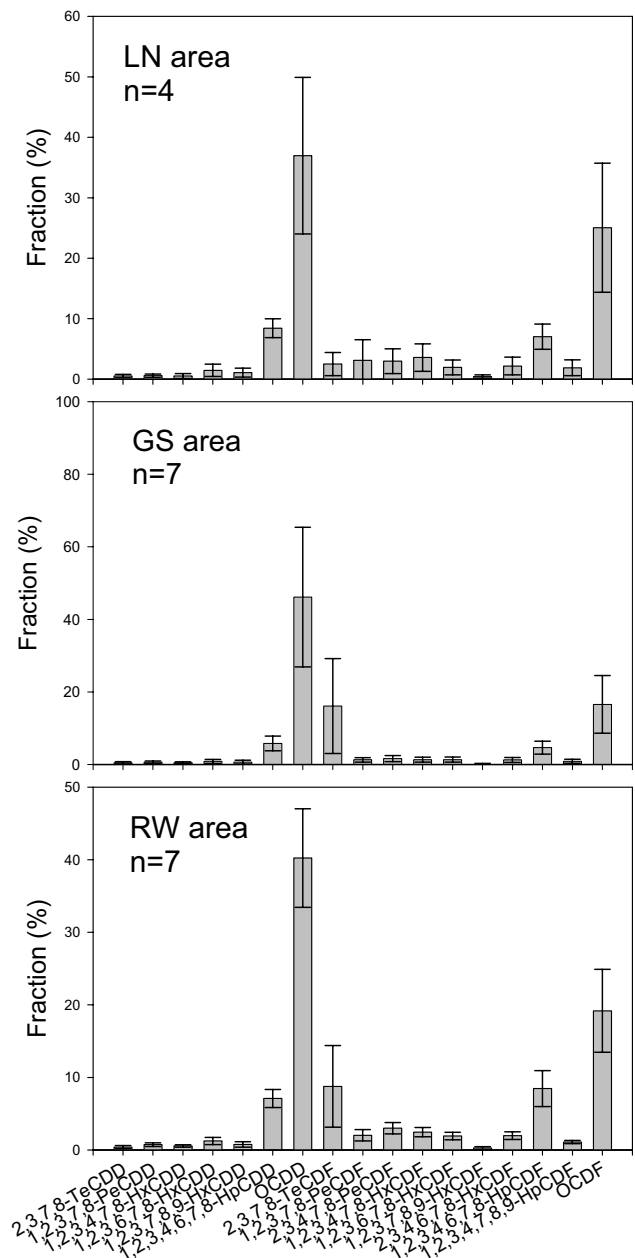 60
50
40
30
20
10
0
Fraction (%)
LN area
n=4
100
80
60
40
20
0
Fraction (%)
GS area
n=7
50
40
30
20
10
0
Fraction (%)
RW area
n=7
2,3,7,8-TeCDD
1,2,3,7,8-PeCDD
1,2,3,4,7,8-HxCDD
1,2,3,6,7,8-HxCDD
1,2,3,7,8,9-HxCDD
1,2,3,4,6,7,,8-HpCDD
OCDD
2,3,7,8-TeCDF
1,2,3,7,8-PeCDF
2,3,4,7,8-PeCDF
1,2,3,4,7,8-HxCDF
1,2,3,6,7,8-HxCDF
1,2,3,7,8,9-HxCDF
2,3,4,6,7,8-HxCDF
1,2,3,4,6,7,8-HpCDF
1,2,3,4,7,8,9-HpCDF
OCDF